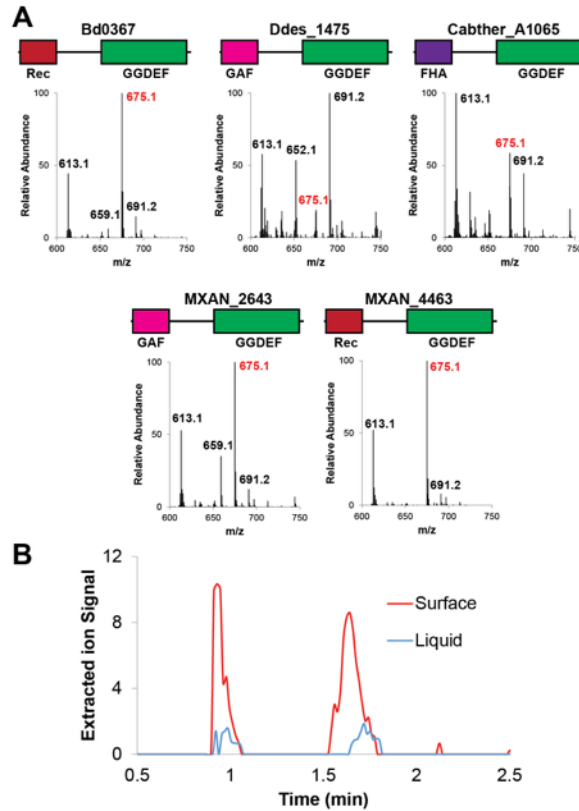 A
Bd0367
Rec GGDEF
100
50
0
600 650 700 750
Relative Abundance
m/z
675.1
613.1
659.1
691.2
Ddes_1475
GAF GGDEF
100
50
0
600 650 700 750
Relative Abundance
m/z
691.2
613.1
652.1
675.1
Cabther_A1065
FHA GGDEF
100
50
0
600 650 700 750
Relative Abundance
m/z
613.1
675.1
691.2
MXAN_2643
GAF GGDEF
100
50
0
600 650 700 750
Relative Abundance
m/z
675.1
613.1
659.1
691.2
MXAN_4463
Rec GGDEF
100
50
0
600 650 700 750
Relative Abundance
m/z
675.1
613.1
691.2
B
Extracted ion Signal
12
8
4
0
0.5 1 1.5 2 2.5
Time (min)
Surface
Liquid